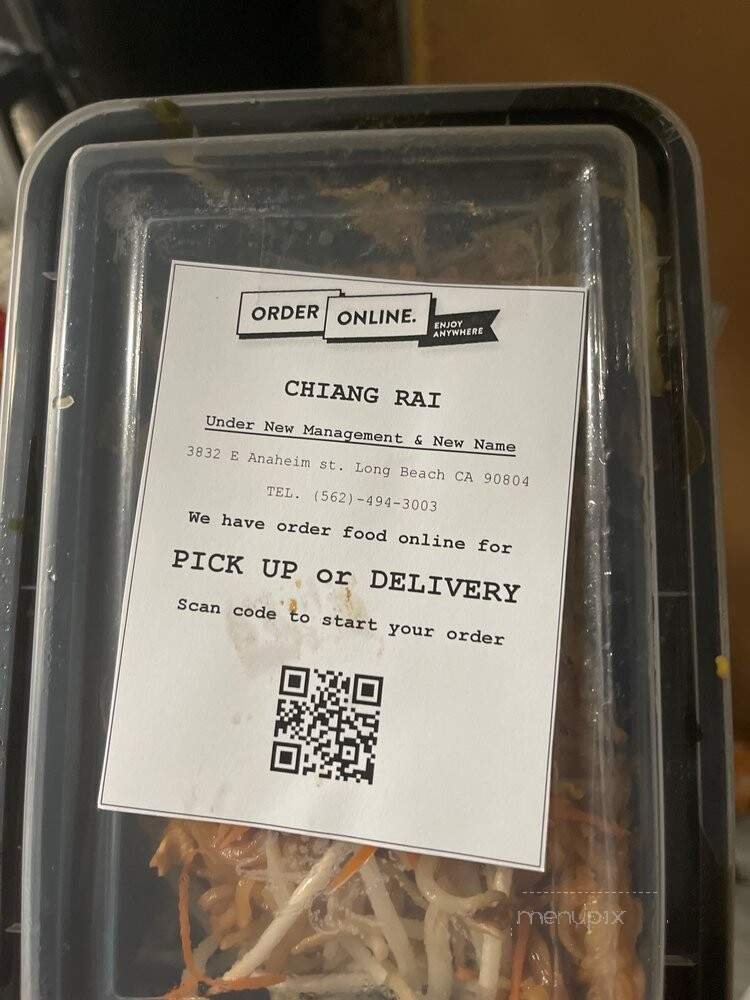 ORDER ONLINE. ENJOY
ANYWHERE
CHIANG RAI
Under New Management & New Name
3832 E Anaheim st. Long Beach CA 90804
TEL. (562)-494-3003
We have order food online for
PICK UP or DELIVERY
Scan code to start your order
menupix